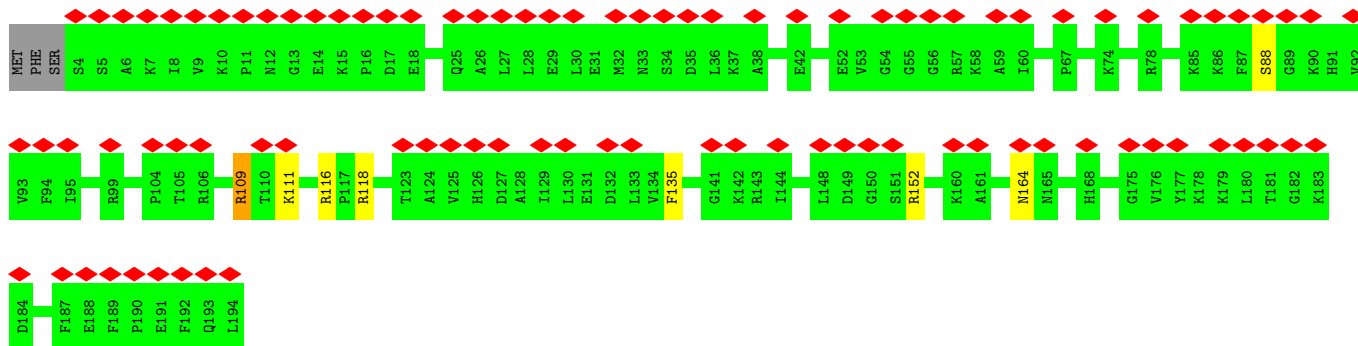 MET PHE SER S4 S5 A6 K7 I8 V9 K10 P11 N12 G13 E14 K15 P16 D17 E18 Q25 A26 L27 L28 E29 L30 E31 M32 N33 S34 D35 L36 K37 A38 E42 E52 V53 G54 G55 G56 R57 K58 A59 I60 P67 K74 R78 K85 K86 F87 S88 G89 K90 H91 V92
V93 F94 I95 R99 P104 T105 R106 R109 T110 K111 R116 P117 R118 T123 A124 V125 H126 D127 A128 I129 L130 E131 D132 L133 V134 F135 G141 K142 R143 I144 L148 D149 G150 S151 R152 K160 A161 N164 N165 H168 G175 V176 Y177 K178 K179 L180 T181 G182 K183
D184 F187 E188 F189 P190 E191 F192 Q193 L194